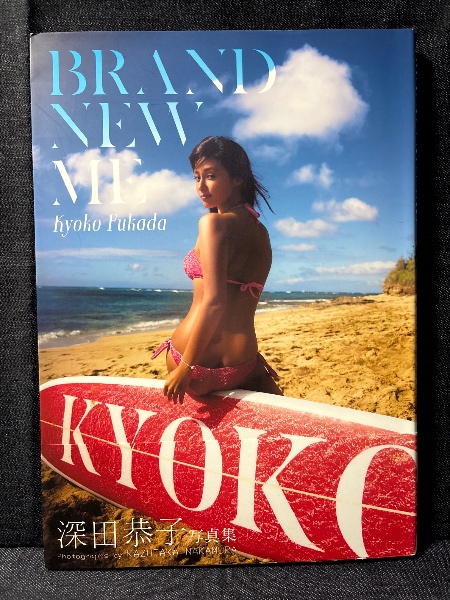 BRAND
NEW
ME
Kyoko Fukada
KYOKO
深田恭子 写真集
Photographs by KAZUTAKA NAKAMURA